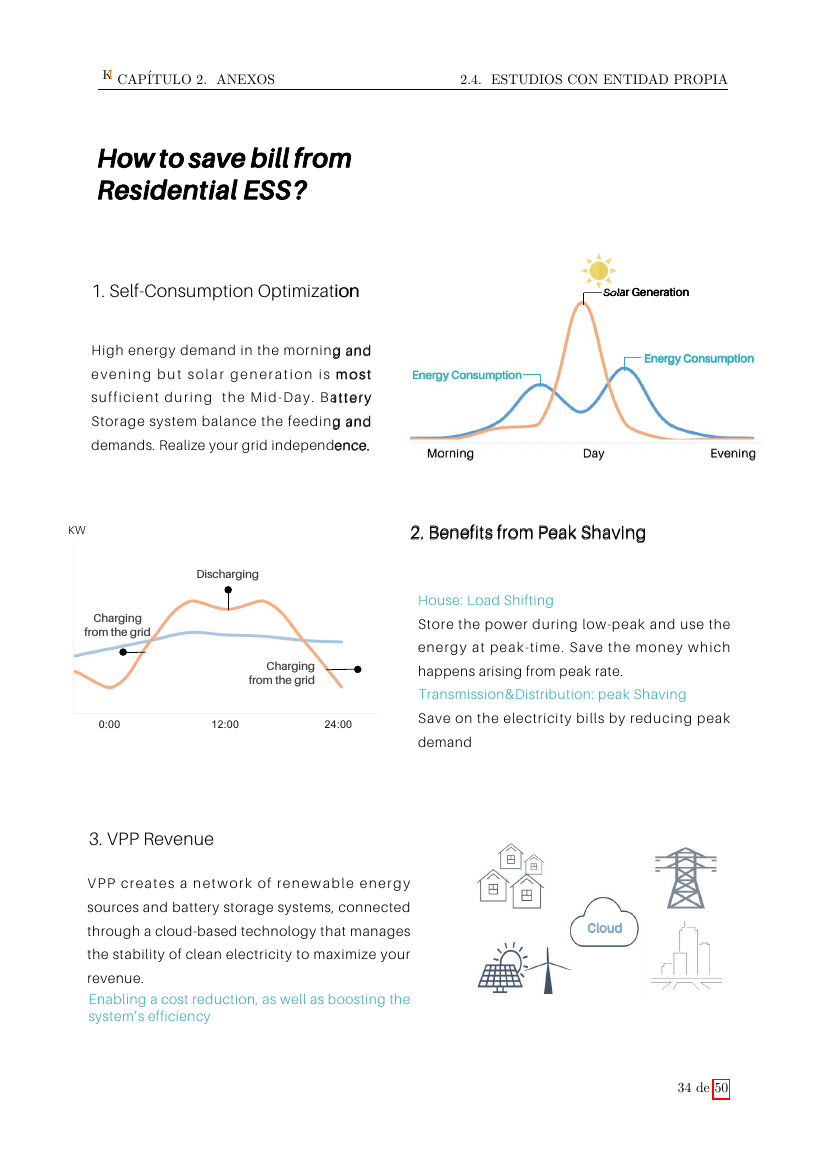 K CAPÍTULO 2. ANEXOS 2.4. ESTUDIOS CON ENTIDAD PROPIA
How to save bill from
Residential ESS?
1. Self-Consumption Optimization
High energy demand in the morning and
evening but solar generation is most
sufficient during the Mid-Day. Battery
Storage system balance the feeding and
demands. Realize your grid independence.
Solar Generation
Energy Consumption
Energy Consumption
Morning Day Evening
KW
Discharging
Charging
from the grid
Charging
from the grid
0:00 12:00 24:00
2. Benefits from Peak Shaving
House: Load Shifting
Store the power during low-peak and use the
energy at peak-time. Save the money which
happens arising from peak rate.
Transmission&Distribution: peak Shaving
Save on the electricity bills by reducing peak
demand
3. VPP Revenue
VPP creates a network of renewable energy
sources and battery storage systems, connected
through a cloud-based technology that manages
the stability of clean electricity to maximize your
revenue.
Enabling a cost reduction, as well as boosting the
system's efficiency
Cloud
34 de 50